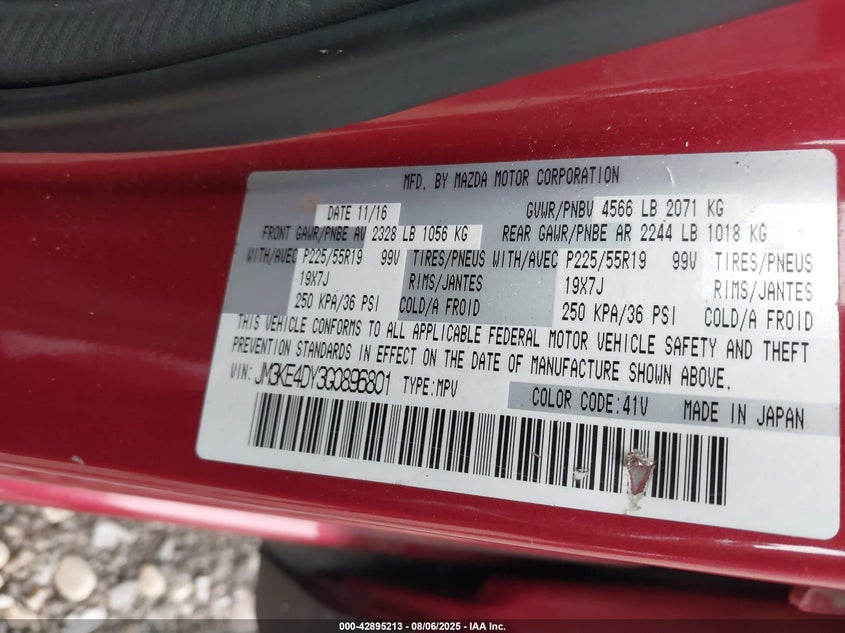 MFD. BY MAZDA MOTOR CORPORATION
DATE 11/16 GVWR/PNBV 4566 LB 2071 KG
FRONT GAWR/PNBE AV 2328 LB 1056 KG REAR GAWR/PNBE AR 2244 LB 1018 KG
WITH/AVEC P225/55R19 99V TIRES/PNEUS WITH/AVEC P225/55R19 99V TIRES/PNEUS
19X7J RIMS/JANTES 19X7J RIMS/JANTES
250 KPA/36 PSI COLD/A FROID 250 KPA/36 PSI COLD/A FROID
THIS VEHICLE CONFORMS TO ALL APPLICABLE FEDERAL MOTOR VEHICLE SAFETY AND THEFT
PREVENTION STANDARDS IN EFFECT ON THE DATE OF MANUFACTURE SHOWN ABOVE.
VIN: JM3KE4DY3G0896801 TYPE:MPV COLOR CODE:41V MADE IN JAPAN
000-42895213 - 08/06/2025 - IAA Inc.